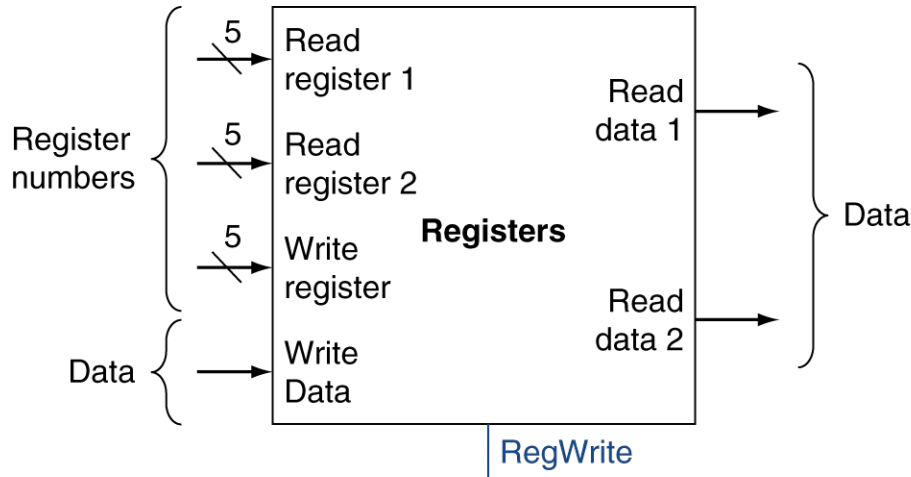 5
Read
register 1
5
Read
register 2
5
Write
register
Write
Data
Register
numbers
Data
Registers
Read
data 1
Read
data 2
Data
RegWrite